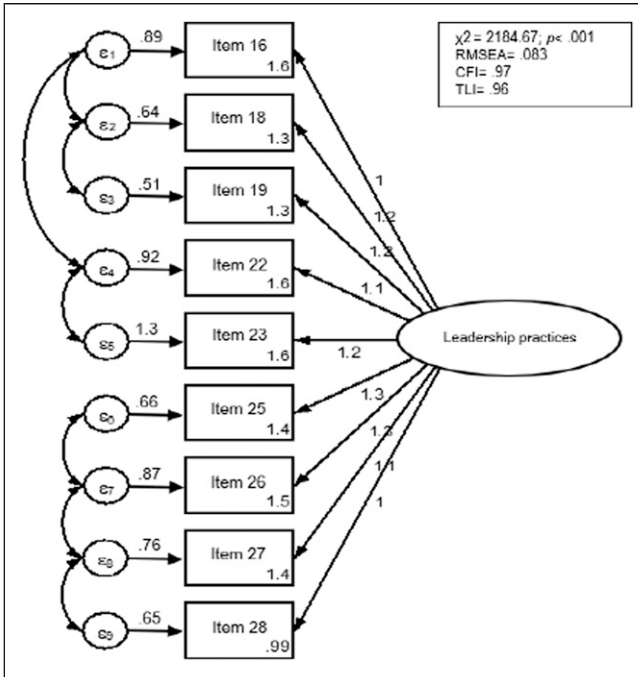 χ2 = 2184.67; p< .001
RMSEA= .083
CFI= .97
TLI= .96
ε1 .89 Item 16 1.6
ε2 .64 Item 18 1.3
ε3 .51 Item 19 1.3
ε4 .92 Item 22 1.6
ε5 1.3 Item 23 1.6
ε6 .66 Item 25 1.4
ε7 .87 Item 26 1.5
ε8 .76 Item 27 1.4
ε9 .65 Item 28 .99
1
1.2
1.2
1.1
1.2
1.3
1.3
1.1
1
Leadership practices